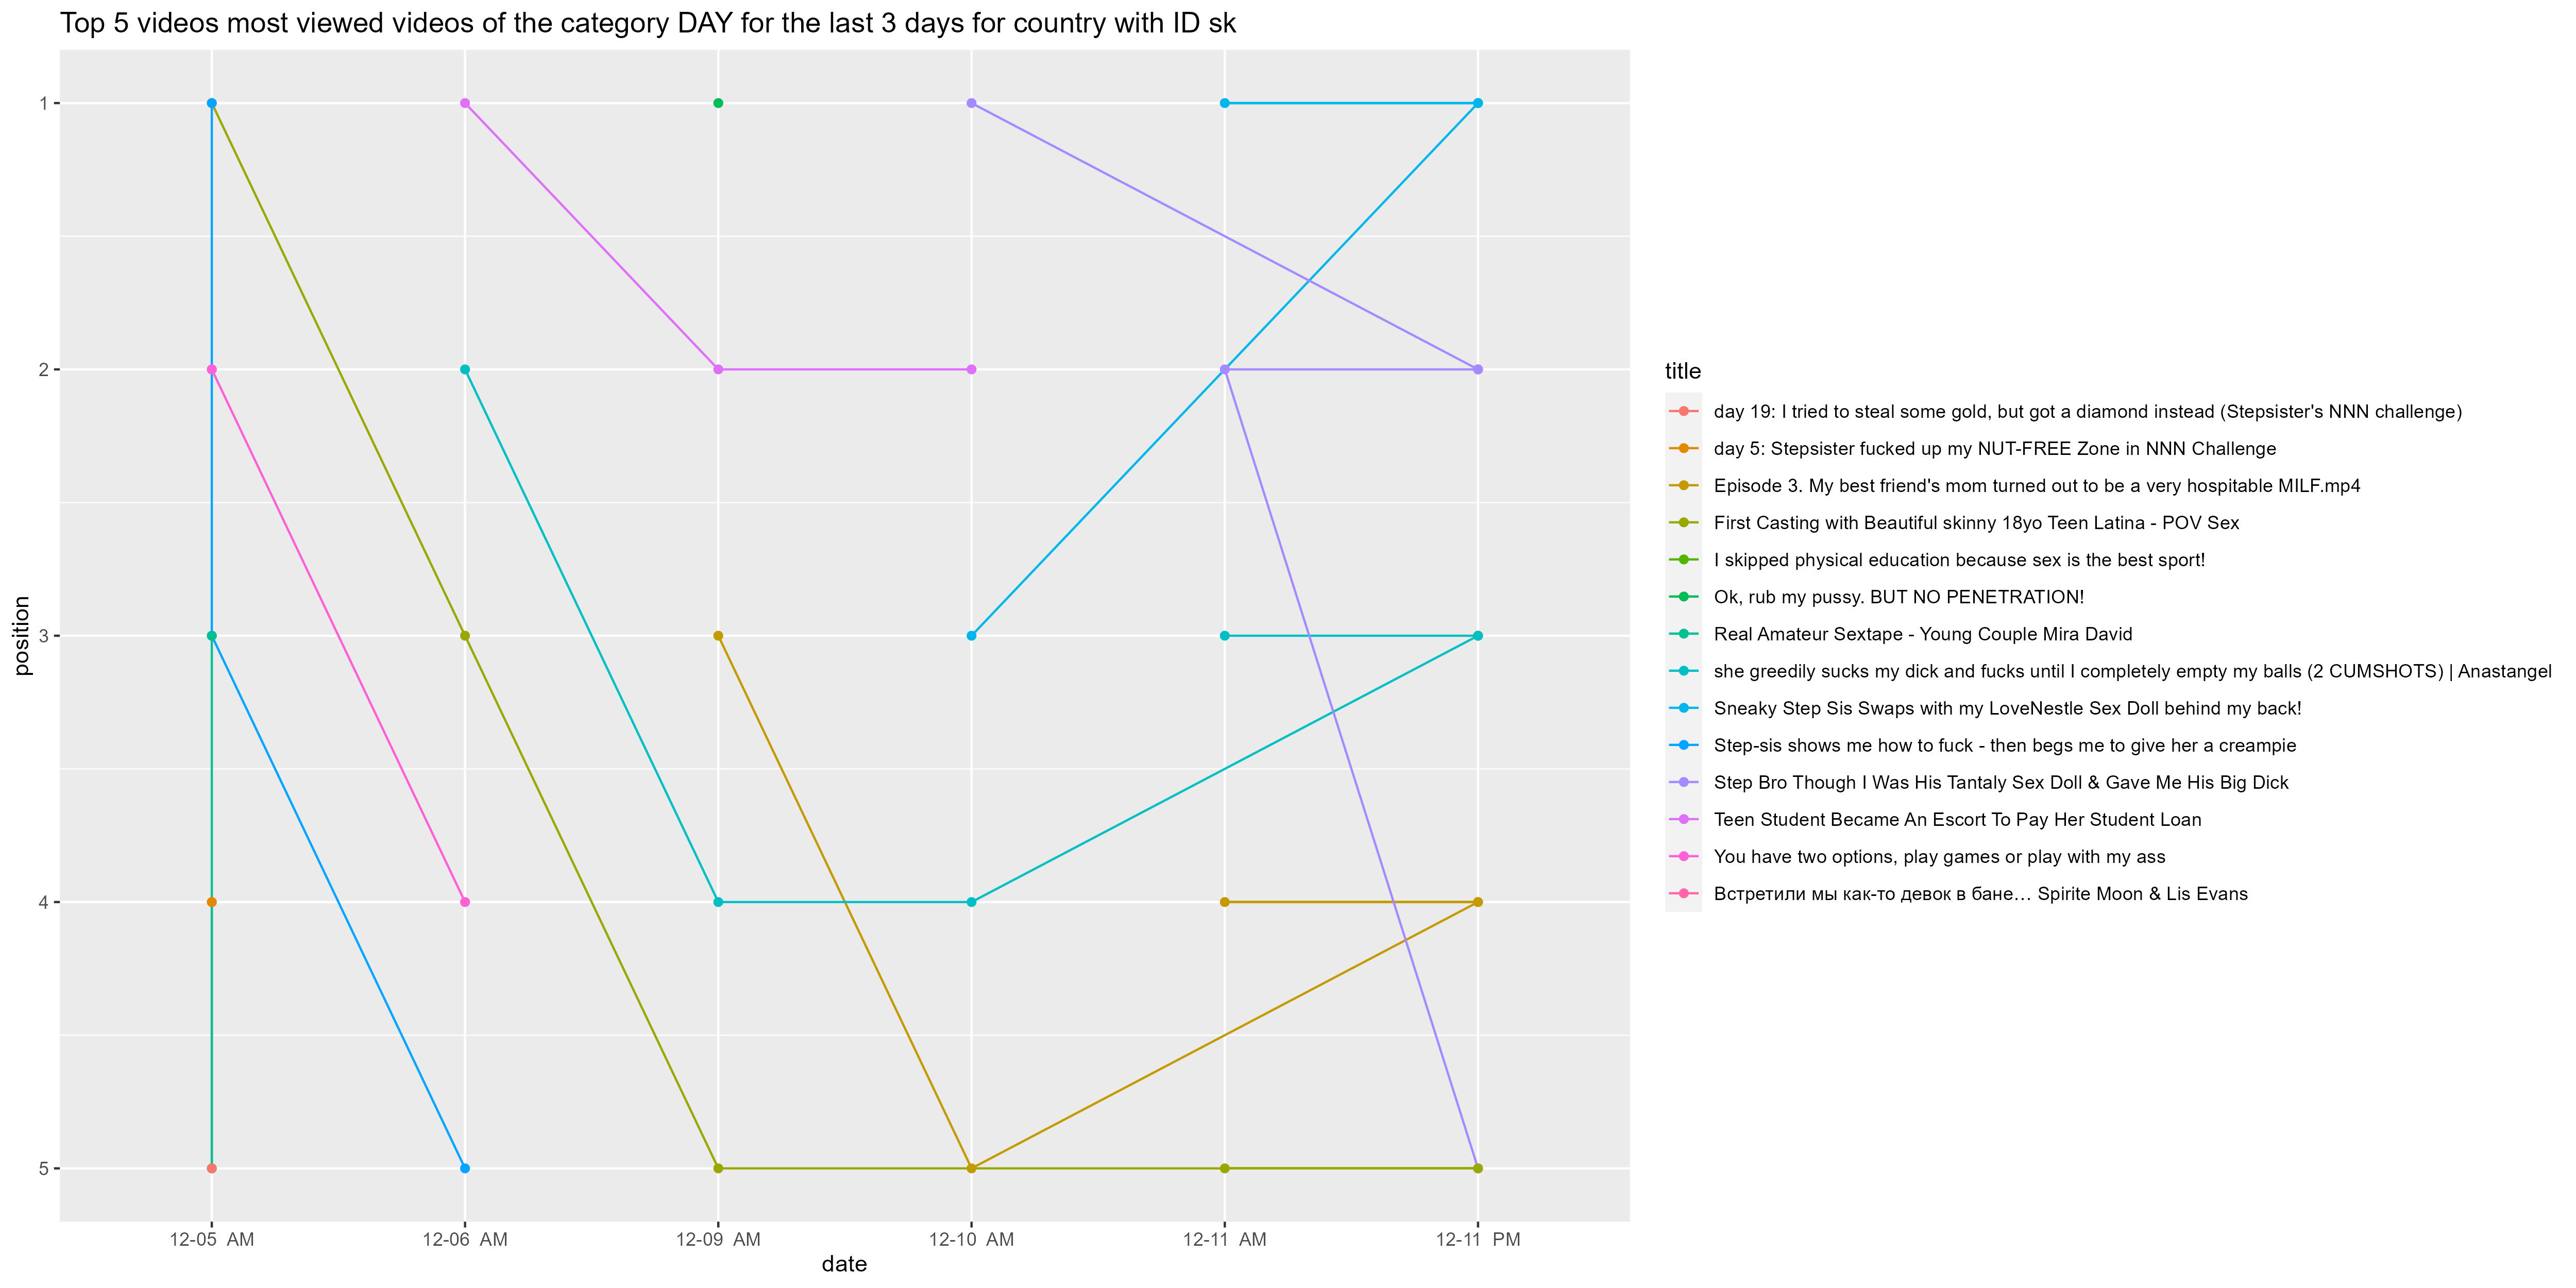 Top 5 videos most viewed videos of the category DAY for the last 3 days for country with ID sk
position
1
2
3
4
5
12-05 AM
12-06 AM
12-09 AM
12-10 AM
12-11 AM
12-11 PM
date
title
day 19: I tried to steal some gold, but got a diamond instead (Stepsister's NNN challenge)
day 5: Stepsister fucked up my NUT-FREE Zone in NNN Challenge
Episode 3. My best friend's mom turned out to be a very hospitable MILF.mp4
First Casting with Beautiful skinny 18yo Teen Latina - POV Sex
I skipped physical education because sex is the best sport!
Ok, rub my pussy. BUT NO PENETRATION!
Real Amateur Sextape - Young Couple Mira David
she greedily sucks my dick and fucks until I completely empty my balls (2 CUMSHOTS) | Anastangel
Sneaky Step Sis Swaps with my LoveNestle Sex Doll behind my back!
Step-sis shows me how to fuck - then begs me to give her a creampie
Step Bro Though I Was His Tantaly Sex Doll & Gave Me His Big Dick
Teen Student Became An Escort To Pay Her Student Loan
You have two options, play games or play with my ass
Встретили мы как-то девок в бане… Spirite Moon & Lis Evans